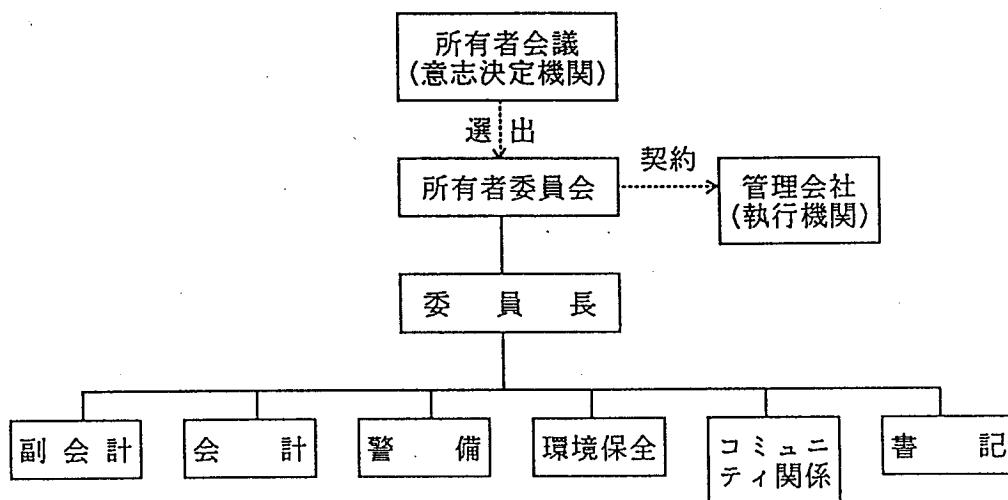 所有者会議
(意志決定機関)
選出
所有者委員会
契約
管理会社
(執行機関)
委員長
副会計
会計
警備
環境保全
コミュニ
ティ関係
書記